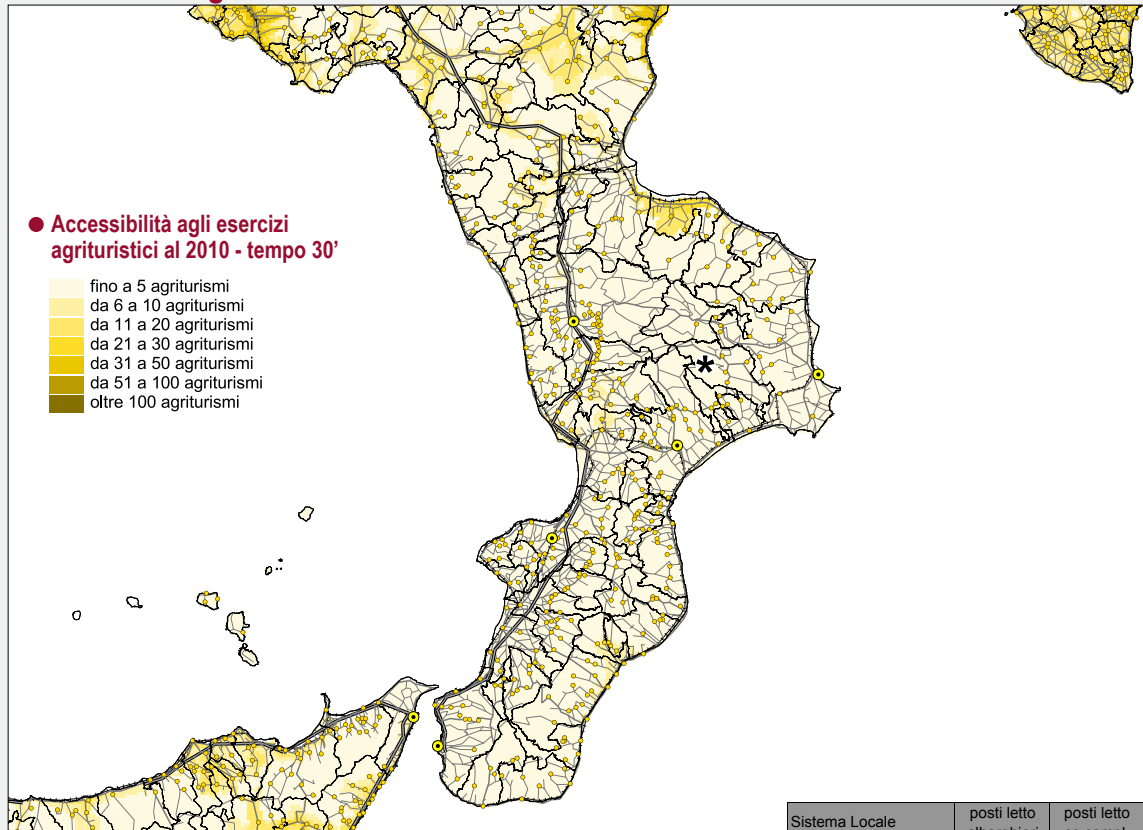 ● Accessibilità agli esercizi
agrituristici al 2010 - tempo 30'
fino a 5 agriturismi
da 6 a 10 agriturismi
da 11 a 20 agriturismi
da 21 a 30 agriturismi
da 31 a 50 agriturismi
da 51 a 100 agriturismi
oltre 100 agriturismi
*
Sistema Locale
posti letto
posti letto